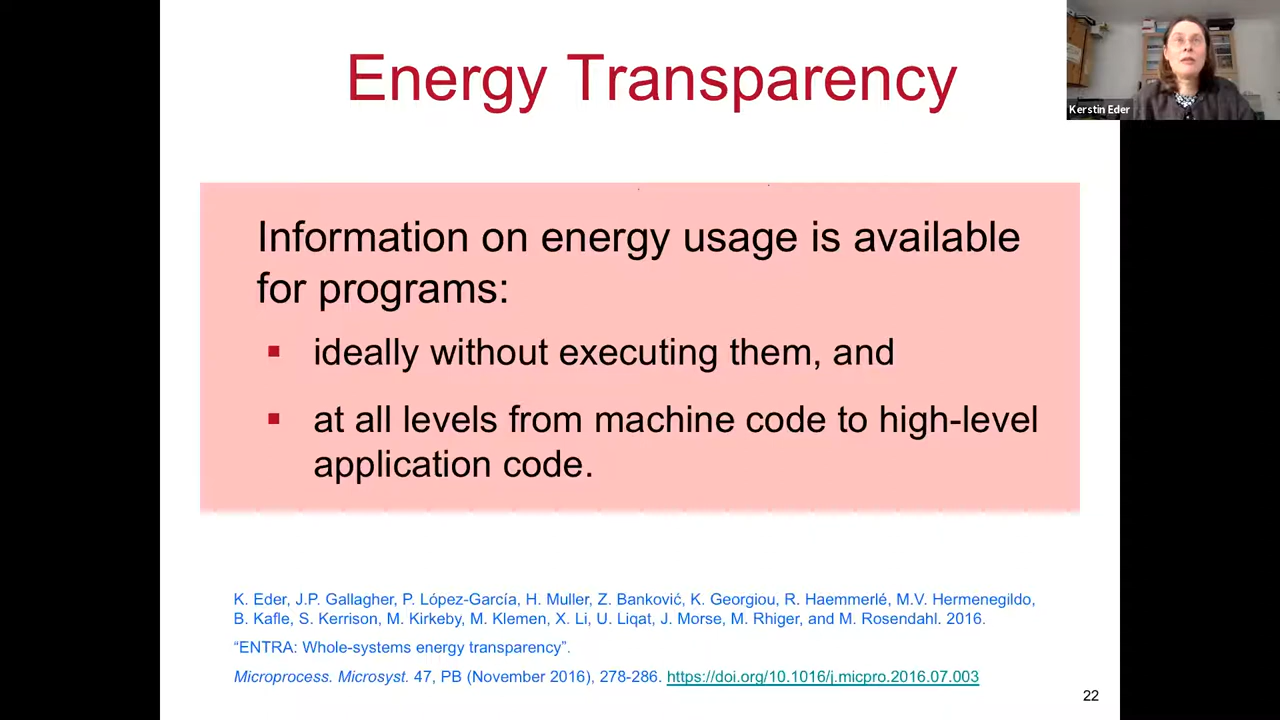 Energy Transparency
Kerstin Eder
Information on energy usage is available
for programs:
▪ ideally without executing them, and
▪ at all levels from machine code to high-level
application code.
K. Eder, J.P. Gallagher, P. López-García, H. Muller, Z. Banković, K. Georgiou, R. Haemmerlé, M.V. Hermenegildo,
B. Kafle, S. Kerrison, M. Kirkeby, M. Klemen, X. Li, U. Liqat, J. Morse, M. Rhiger, and M. Rosendahl. 2016.
“ENTRA: Whole-systems energy transparency”.
Microprocess. Microsyst. 47, PB (November 2016), 278-286. https://doi.org/10.1016/j.micpro.2016.07.003
22